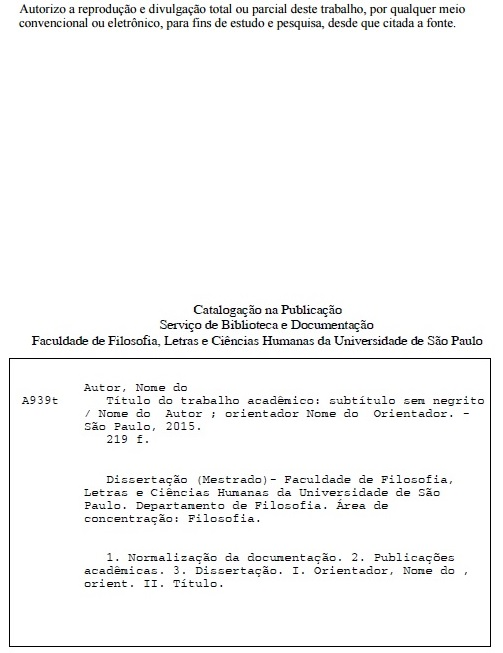 Autorizo a reprodução e divulgação total ou parcial deste trabalho, por qualquer meio
convencional ou eletrônico, para fins de estudo e pesquisa, desde que citada a fonte.
Catalogação na Publicação
Serviço de Biblioteca e Documentação
Faculdade de Filosofia, Letras e Ciências Humanas da Universidade de São Paulo
Autor, Nome do
A939t Título do trabalho acadêmico: subtítulo sem negrito
/ Nome do Autor ; orientador Nome do Orientador. -
São Paulo, 2015.
219 f.
Dissertação (Mestrado)- Faculdade de Filosofia,
Letras e Ciências Humanas da Universidade de São
Paulo. Departamento de Filosofia. Área de
concentração: Filosofia.
1. Normalização da documentação. 2. Publicações
acadêmicas. 3. Dissertação. I. Orientador, Nome do ,
orient. II. Título.